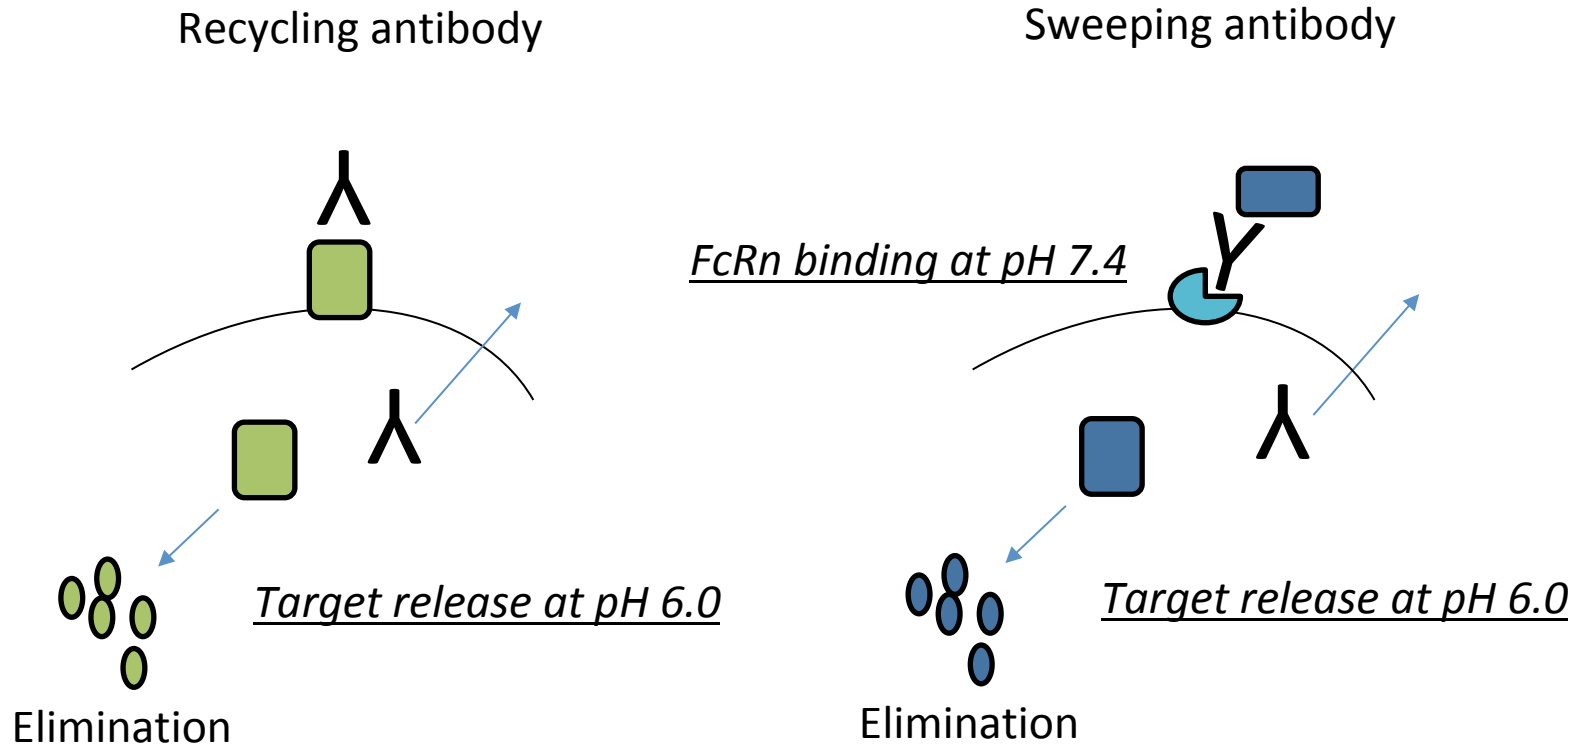 Recycling antibody
Sweeping antibody
FcRn binding at pH 7.4
Target release at pH 6.0
Target release at pH 6.0
Elimination
Elimination